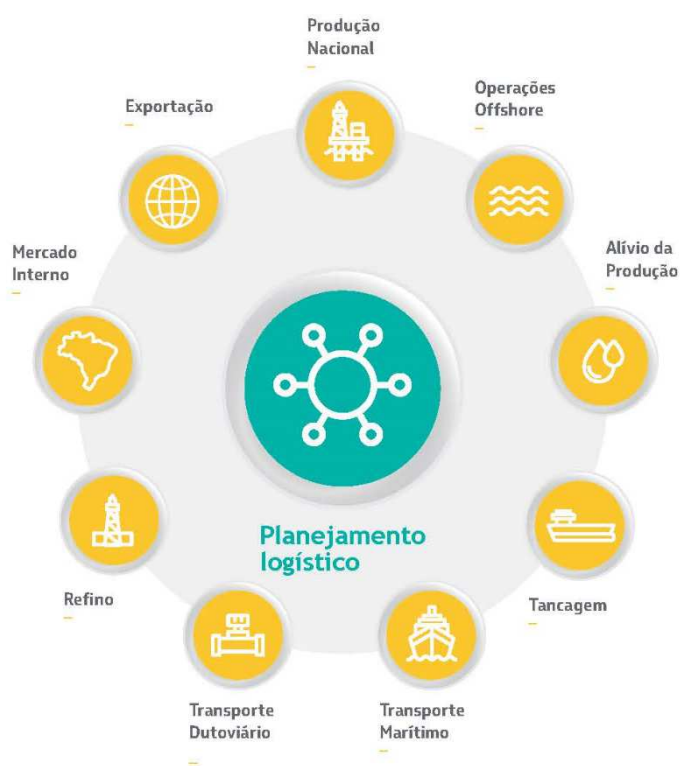 Produção
Nacional
Operações
Offshore
Exportação
Alívio da
Produção
Mercado
Interno
Planejamento
logístico
Refino
Tancagem
Transporte
Dutoviário
Transporte
Marítimo